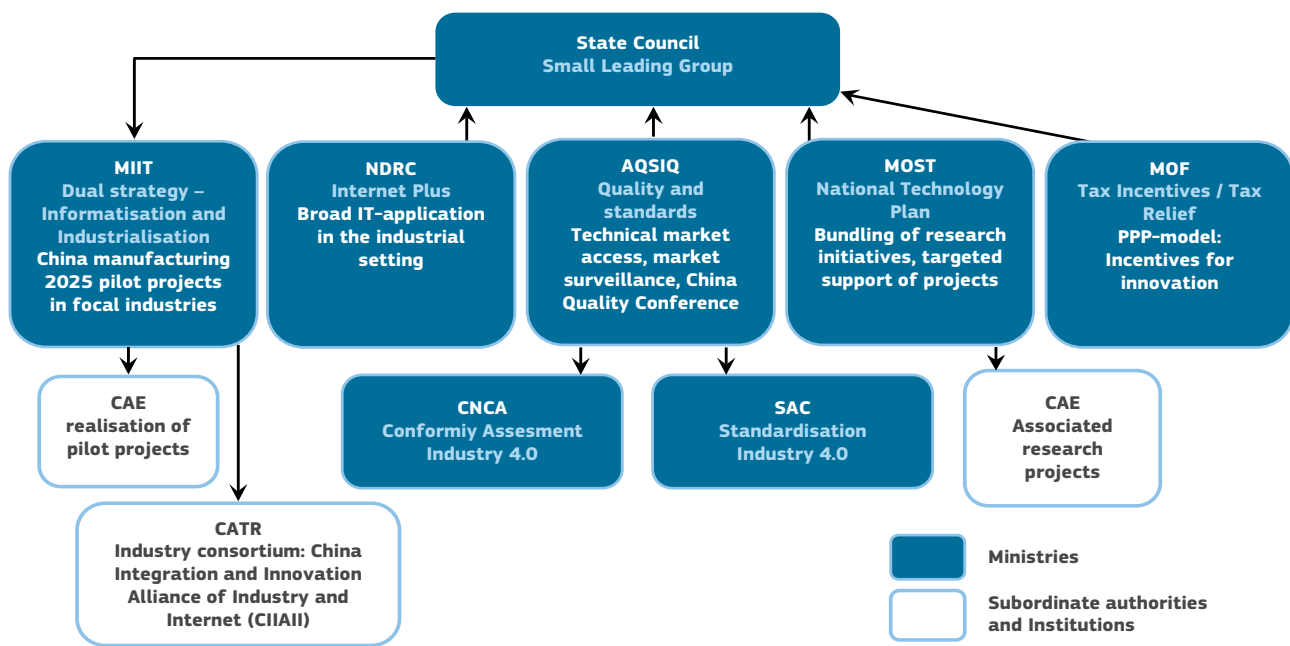 State Council
Small Leading Group
MIIT
Dual strategy –
Informatisation and
Industrialisation
China manufacturing
2025 pilot projects
in focal industries
NDRC
Internet Plus
Broad IT-application
in the industrial
setting
AQSIQ
Quality and
standards
Technical market
access, market
surveillance, China
Quality Conference
MOST
National Technology
Plan
Bundling of research
initiatives, targeted
support of projects
MOF
Tax Incentives / Tax
Relief
PPP-model:
Incentives for
innovation
CAE
realisation of
pilot projects
CNCA
Conformiy Assesment
Industry 4.0
SAC
Standardisation
Industry 4.0
CAE
Associated
research
projects
CATR
Industry consortium: China
Integration and Innovation
Alliance of Industry and
Internet (CIIAII)
Ministries
Subordinate authorities
and Institutions